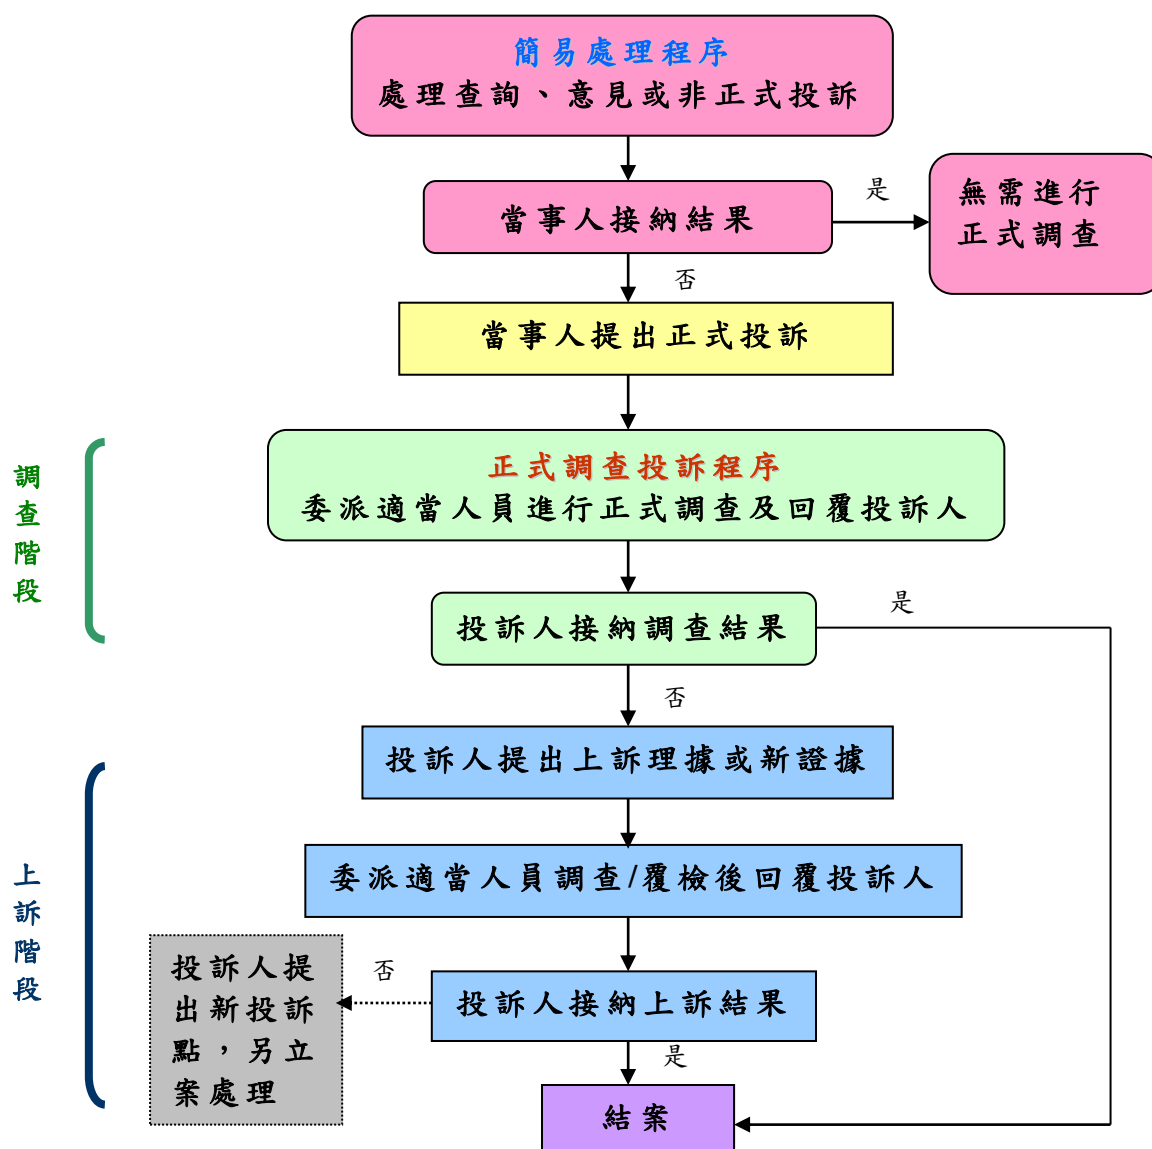 簡易處理程序
處理查詢、意見或非正式投訴
當事人接納結果
是
無需進行
正式調查
否
當事人提出正式投訴
調
查
階
段
正式調查投訴程序
委派適當人員進行正式調查及回覆投訴人
投訴人接納調查結果
是
否
投訴人提出上訴理據或新證據
上
訴
階
段
委派適當人員調查/覆檢後回覆投訴人
投訴人接納上訴結果
否
投訴人提
出新投訴
點，另立
案處理
是
結案